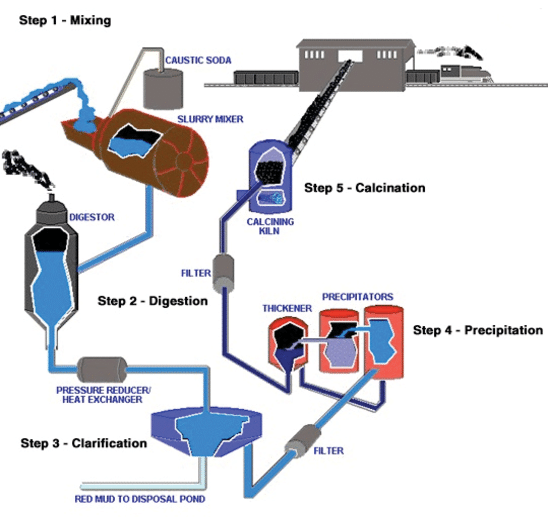 Step 1 - Mixing
CAUSTIC SODA
SLURRY MIXER
DIGESTOR
Step 5 - Calcination
CALCINING
KILN
FILTER
Step 2 - Digestion
THICKENER
PRECIPITATORS
Step 4 - Precipitation
PRESSURE REDUCER/
HEAT EXCHANGER
Step 3 - Clarification
FILTER
RED MUD TO DISPOSAL POND